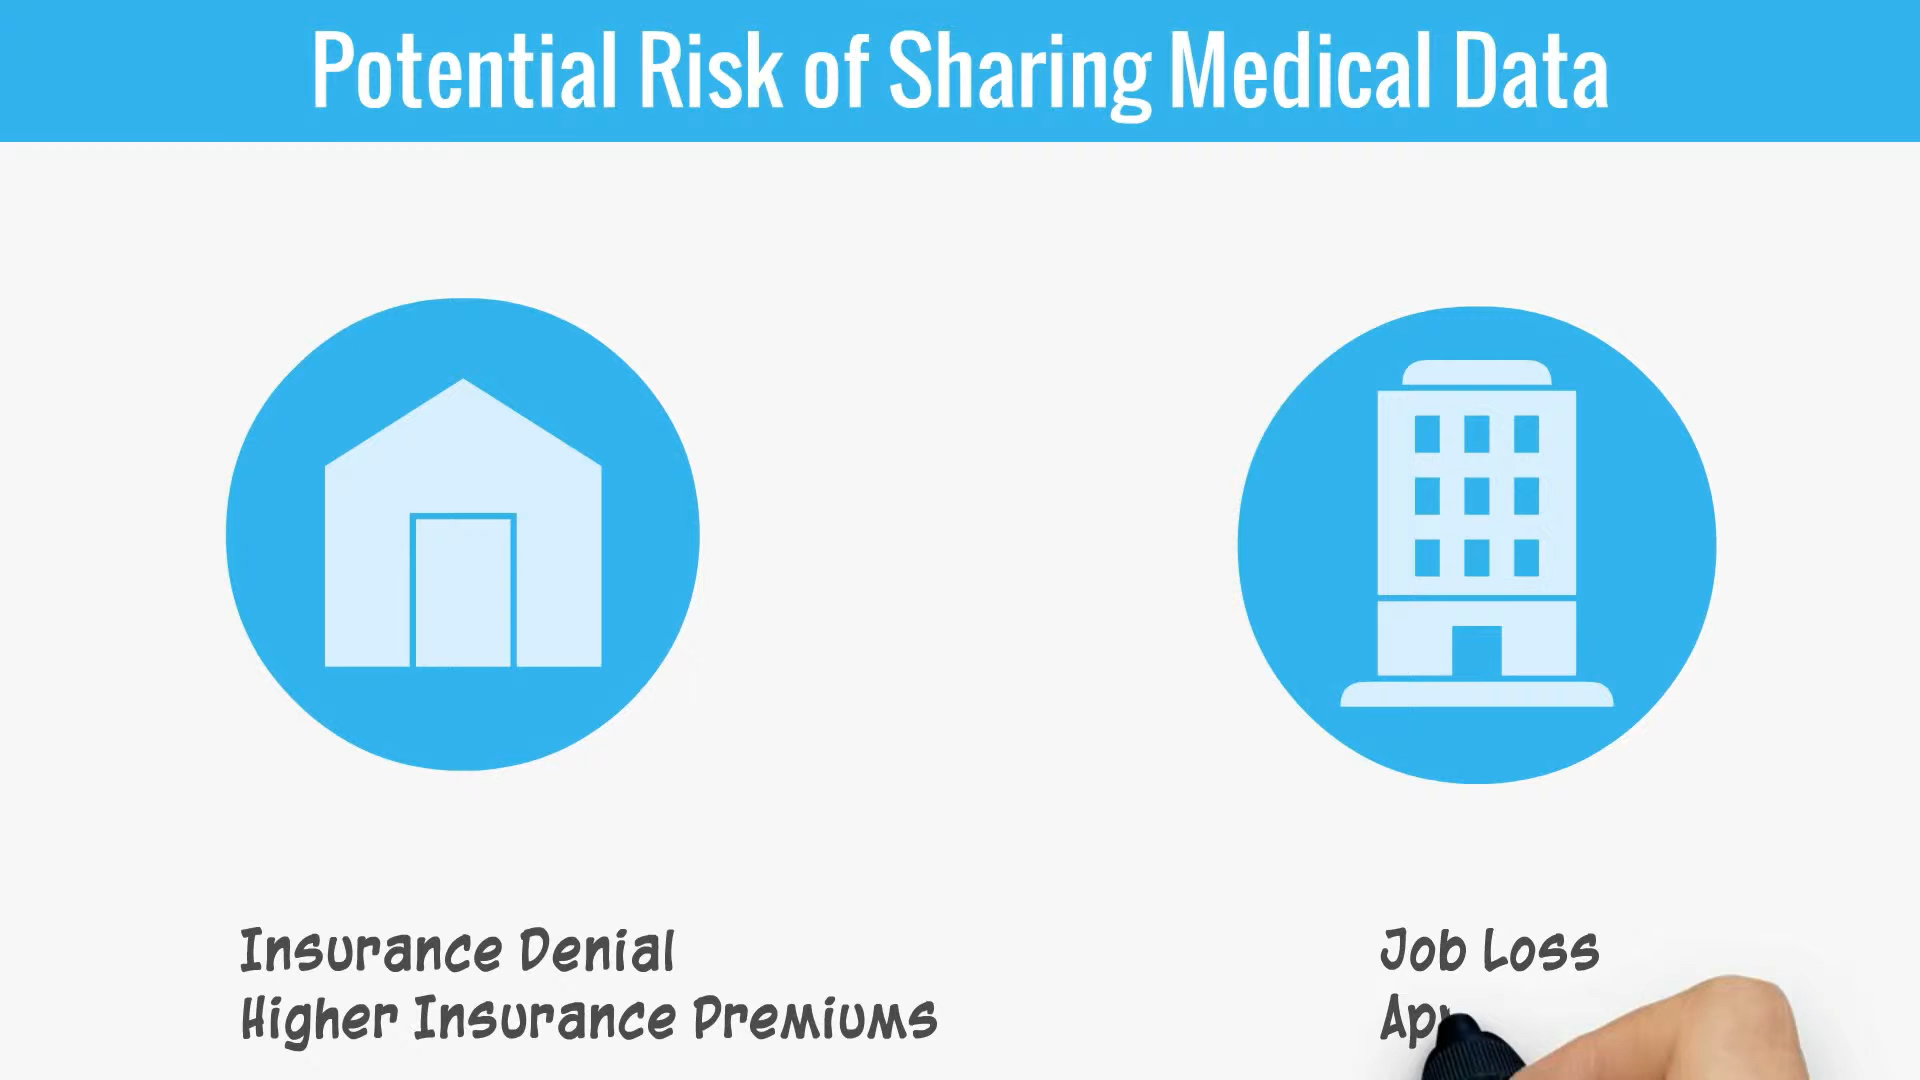 Potential Risk of Sharing Medical Data
Insurance Denial
Higher Insurance Premiums
Job Loss